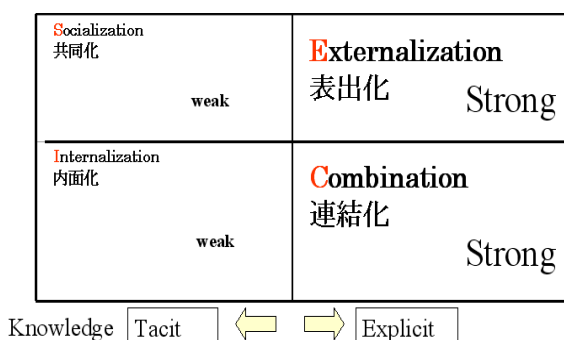 Socialization
共同化
weak
Externalization
表出化
Strong
Internalization
内面化
weak
Combination
連結化
Strong
Knowledge Tacit Explicit